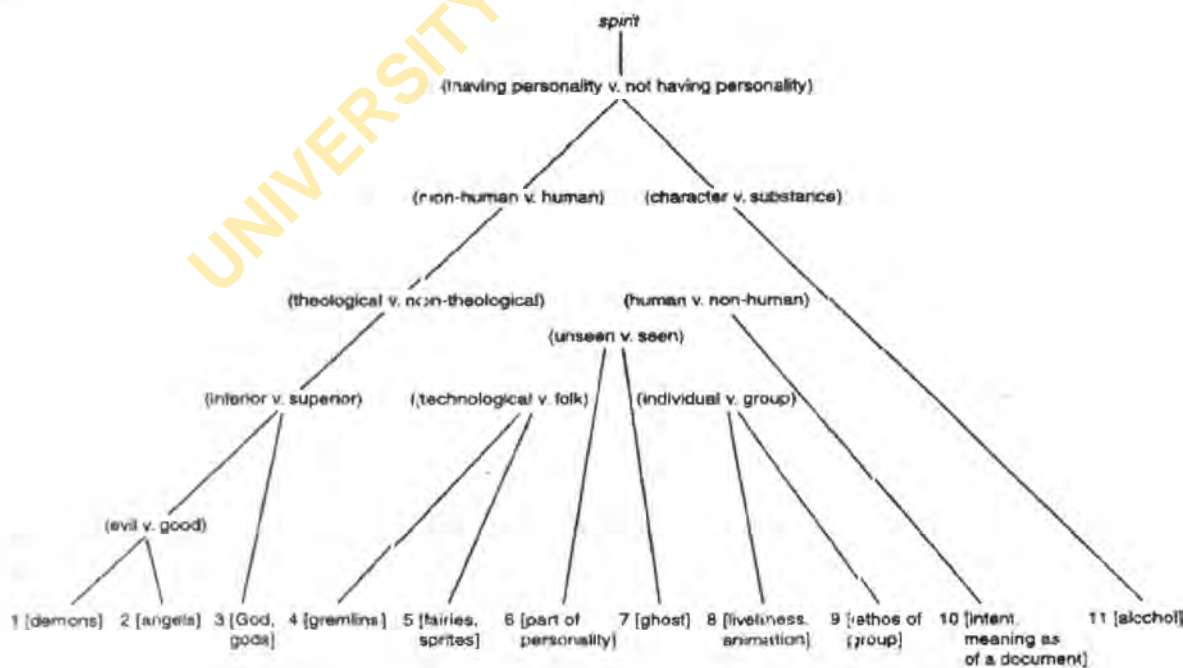 spirit
UNIVERSITY
(having personality v. not having personality)
(non-human v. human) (character v. substance)
(theological v. non-theological) (human v. non-human)
(unseen v. seen)
(inferior v. superior) (technological v. folk) (individual v. group)
(evil v. good)
1 [demons] 2 [angels] 3 [God, 4 [gremlins] 5 [fairies, 6 [part of 7 [ghost] 8 [liveliness, 9 [ethos of 10 [intent, 11 [alcohol]
gods] sprites] personality] animation] group] meaning as
of a document]